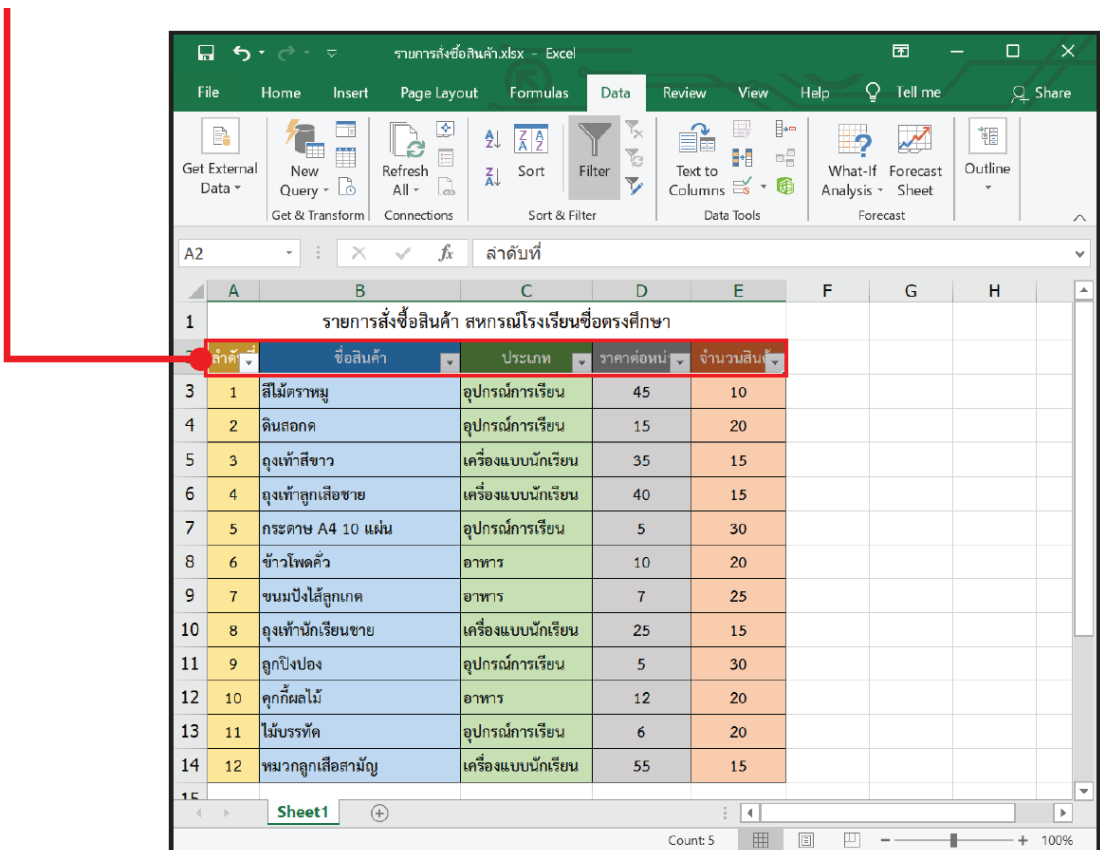 รายการสั่งซื้อสินค้า.xlsx - Excel
File Home Insert Page Layout Formulas Data Review View Help Tell me Share
Get External Data
New Query
Refresh All
Sort
Filter
Text to Columns
What-If Analysis
Forecast Sheet
Outline
Get & Transform Connections Sort & Filter Data Tools Forecast
A2 fx ลำดับที่
A B C D E F G H
1 รายการสั่งซื้อสินค้า สหกรณ์โรงเรียนซื่อตรงศึกษา
ชื่อสินค้า ประเภท ราคาต่อหน่ จำนวนสินค้
3 1 สีไม้ตราหมู อุปกรณ์การเรียน 45 10
4 2 ดินสอกด อุปกรณ์การเรียน 15 20
5 3 ถุงเท้าสีขาว เครื่องแบบนักเรียน 35 15
6 4 ถุงเท้าลูกเสือชาย เครื่องแบบนักเรียน 40 15
7 5 กระดาษ A4 10 แผ่น อุปกรณ์การเรียน 5 30
8 6 ข้าวโพดคั่ว อาหาร 10 20
9 7 ขนมปังไส้ลูกเกด อาหาร 7 25
10 8 ถุงเท้านักเรียนชาย เครื่องแบบนักเรียน 25 15
11 9 ลูกปิงปอง อุปกรณ์การเรียน 5 30
12 10 คุกกี้ผลไม้ อาหาร 12 20
13 11 ไม้บรรทัด อุปกรณ์การเรียน 6 20
14 12 หมวกลูกเสือสามัญ เครื่องแบบนักเรียน 55 15
15
Sheet1
Count: 5 100%